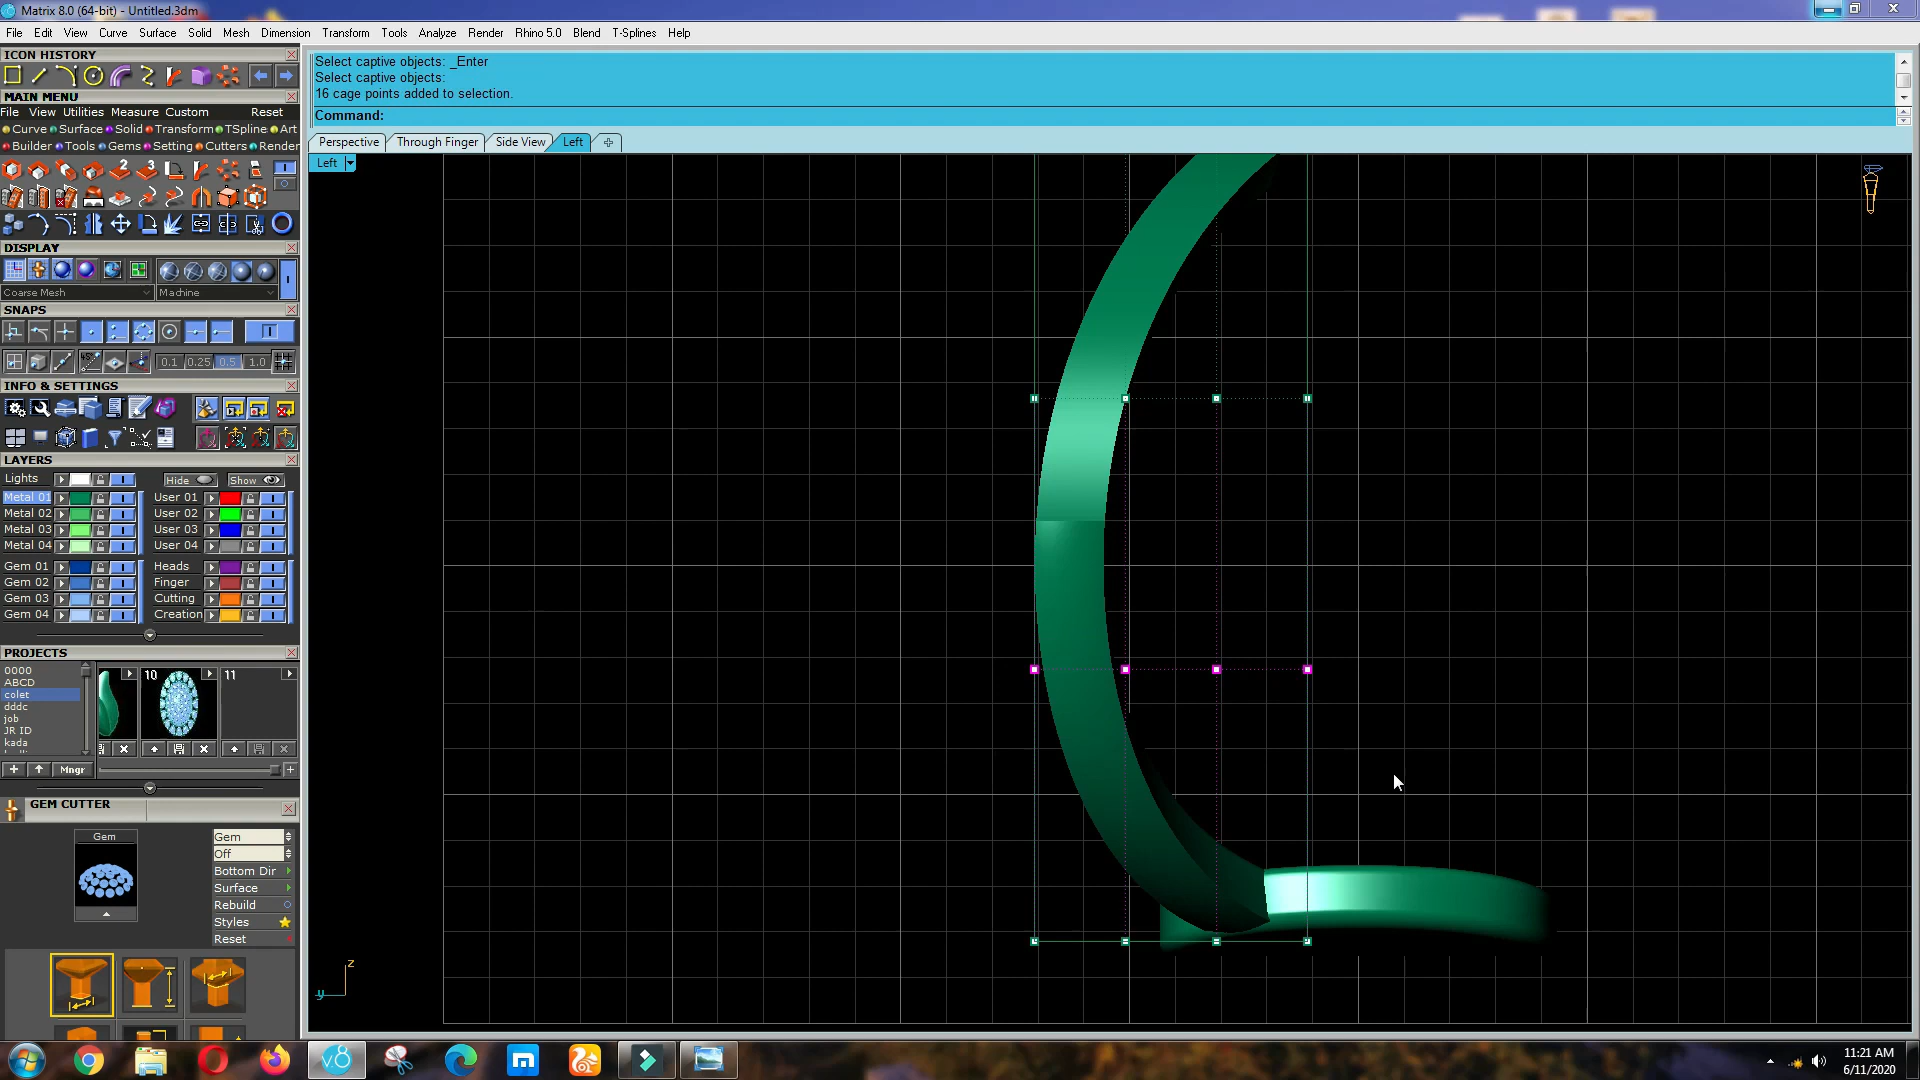 Matrix 8.0 (64-bit) - Untitled.3dm
File Edit View Curve Surface Solid Mesh Dimension Transform Tools Analyze Render Rhino 5.0 Blend T-Splines Help
ICON HISTORY
MAIN MENU
File View Utilities Measure Custom Reset
Curve Surface Solid Transform TSpline Art
Builder Tools Gems Setting Cutters Render
DISPLAY
Coarse Mesh Machine
SNAPS
0.1 0.25 0.5 1.0
INFO & SETTINGS
LAYERS
Lights Hide Show
Metal 01 User 01
Metal 02 User 02
Metal 03 User 03
Metal 04 User 04
Gem 01 Heads
Gem 02 Finger
Gem 03 Cutting
Gem 04 Creation
PROJECTS
0000
ABCD
colet
dddc
job
JR ID
kada
10 11
Mngr
GEM CUTTER
Gem
Gem
Off
Bottom Dir
Surface
Rebuild
Styles
Reset
Select captive objects: _Enter
Select captive objects:
16 cage points added to selection.
Command:
Perspective Through Finger Side View Left
Left
z
y
v8
11:21 AM
6/11/2020